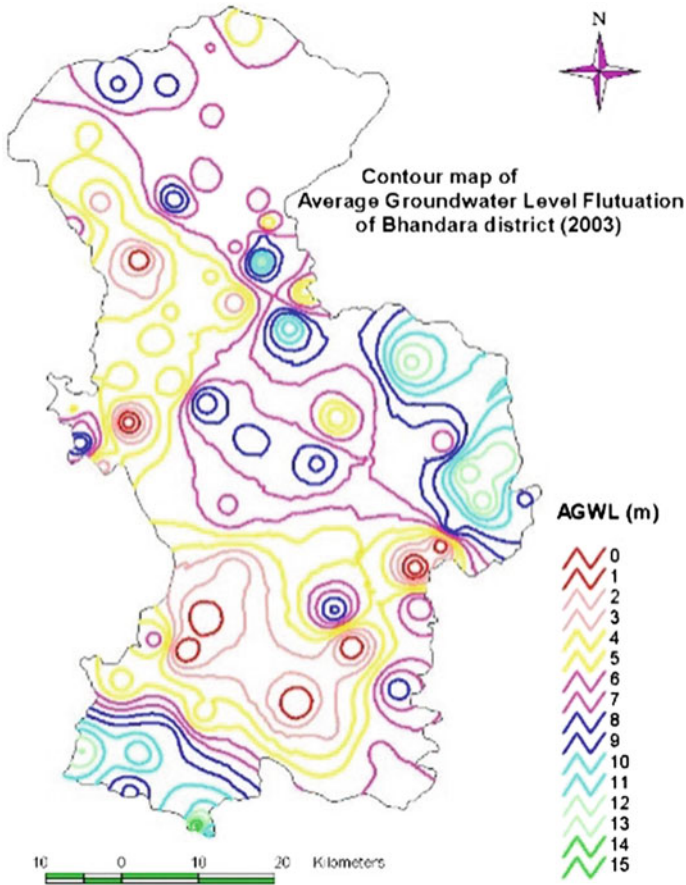 N
Contour map of
Average Groundwater Level Flutuation
of Bhandara district (2003)
AGWL (m)
0
1
2
3
4
5
6
7
8
9
10
11
12
13
14
15
10 0 10 20 Kilometers